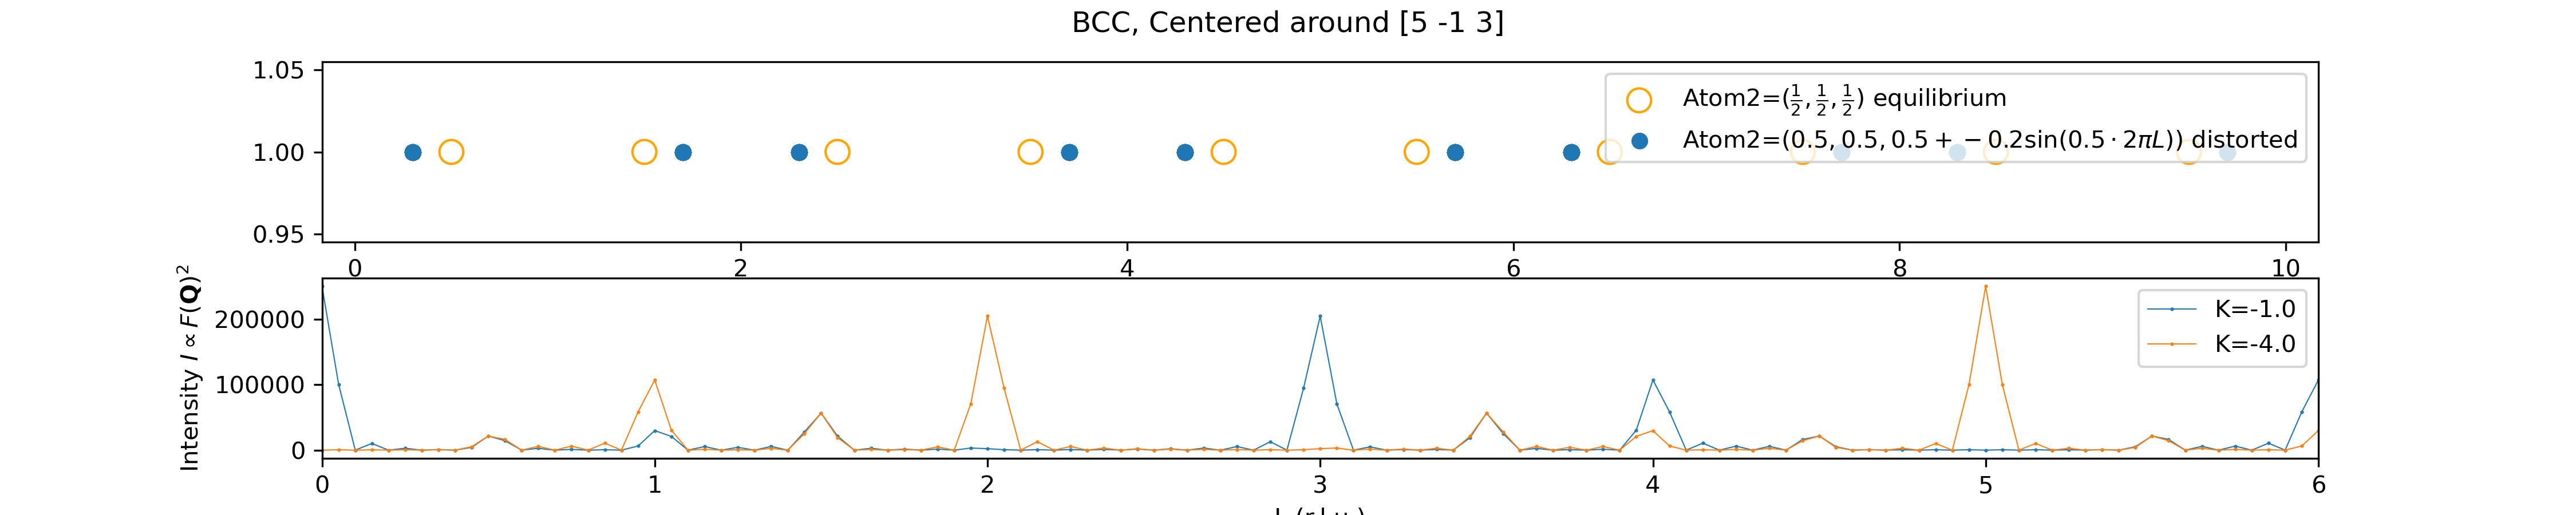 BCC, Centered around [5 -1 3]
1.05
1.00
0.95
Atom2=(1/2, 1/2, 1/2) equilibrium
Atom2=(0.5, 0.5, 0.5 + − 0.2sin(0.5 · 2πL)) distorted
0 2 4 6 8 10
Intensity I ∝ F(Q)²
200000
100000
0
K=-1.0
K=-4.0
0 1 2 3 4 5 6